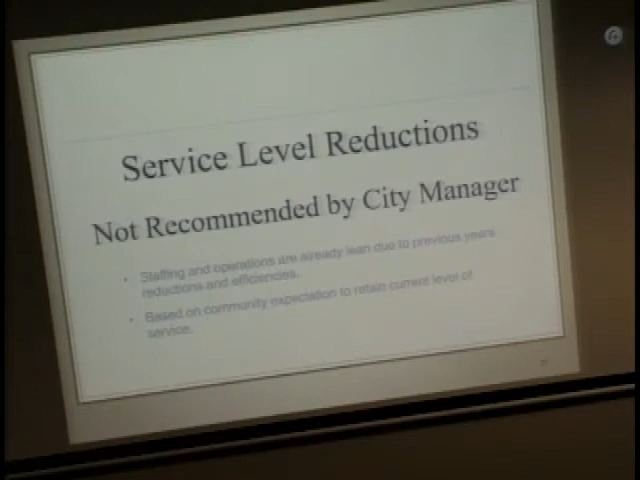 Service Level Reductions
Not Recommended by City Manager
• Staffing and operations are already lean due to previous years
reductions and efficiencies.
• Based on community expectation to retain current level of
service.